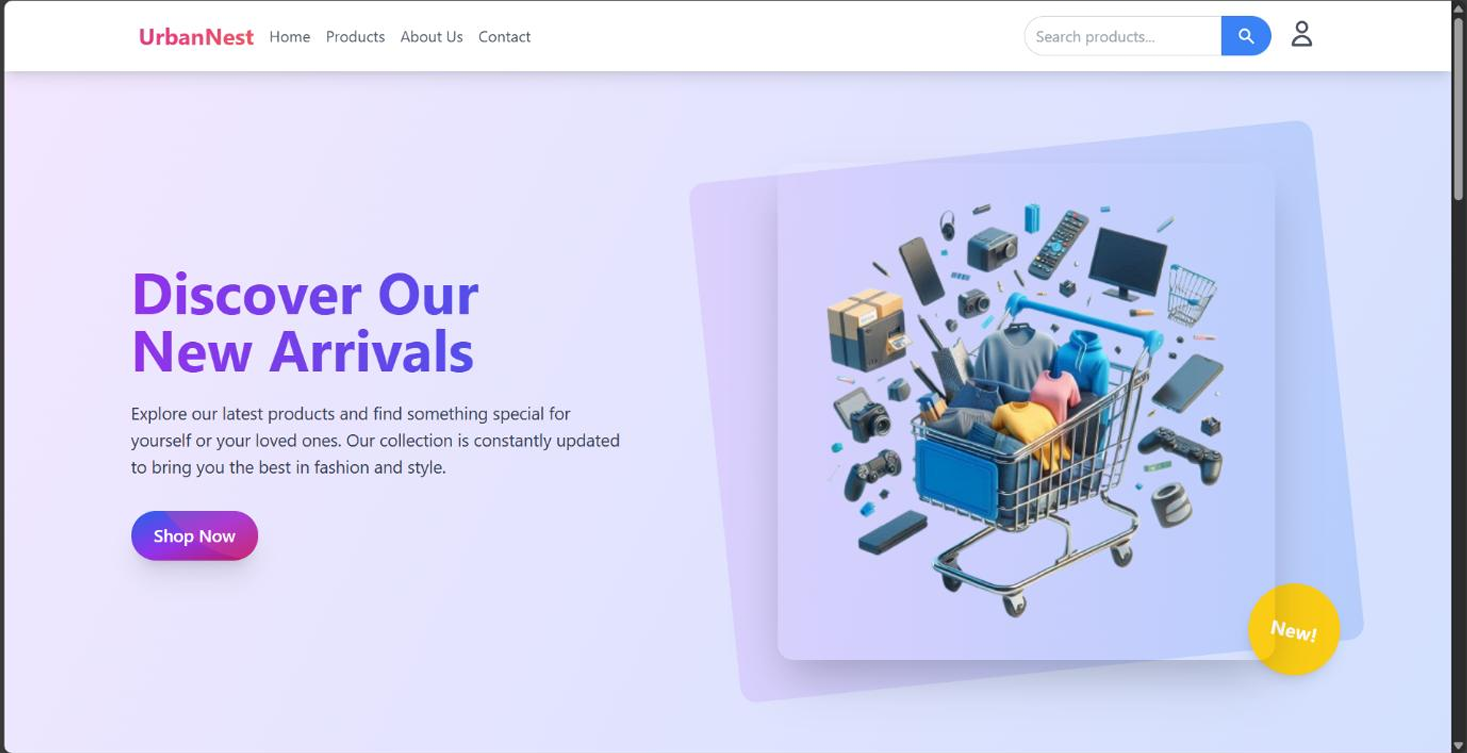 UrbanNest Home Products About Us Contact Search products...
Discover Our
New Arrivals
Explore our latest products and find something special for
yourself or your loved ones. Our collection is constantly updated
to bring you the best in fashion and style.
Shop Now
New!